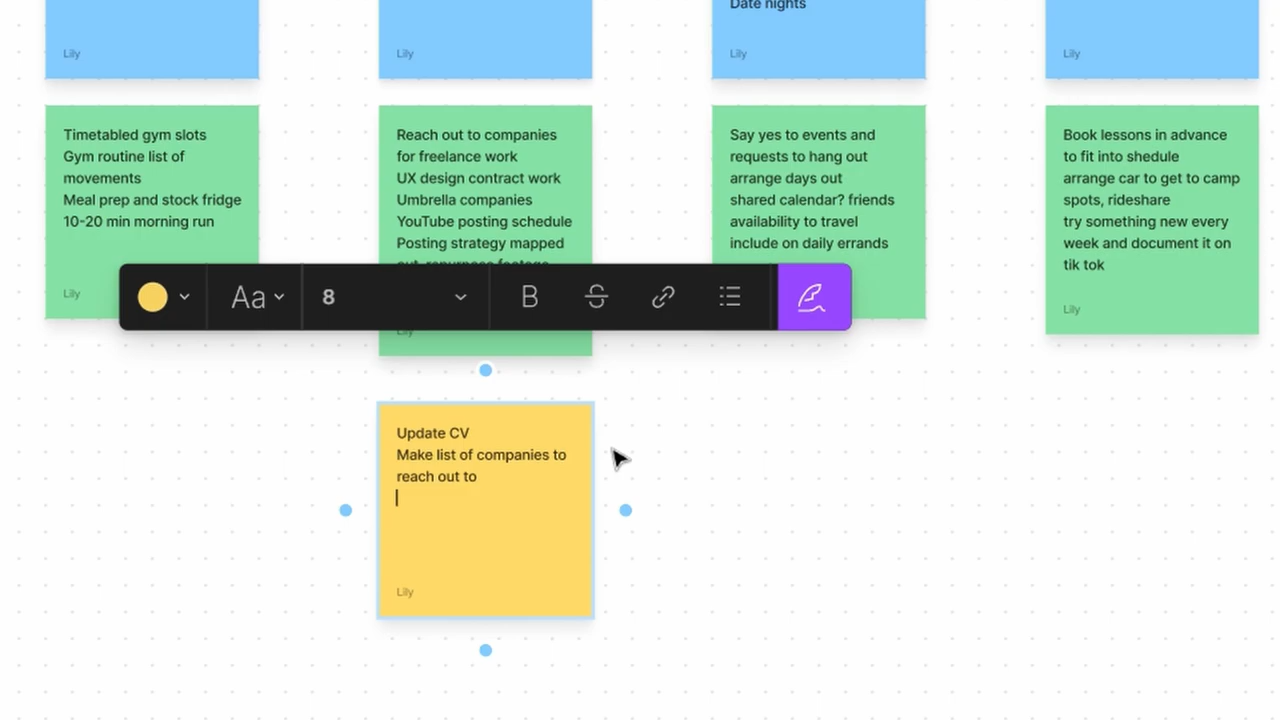 Date nights
Lily
Lily
Lily
Lily
Timetabled gym slots
Gym routine list of
movements
Meal prep and stock fridge
10-20 min morning run
Lily
Reach out to companies
for freelance work
UX design contract work
Umbrella companies
YouTube posting schedule
Posting strategy mapped
out, repurpose footage
Lily
Say yes to events and
requests to hang out
arrange days out
shared calendar? friends
availability to travel
include on daily errands
Book lessons in advance
to fit into shedule
arrange car to get to camp
spots, rideshare
try something new every
week and document it on
tik tok
Lily
Aa
8
B
S
Update CV
Make list of companies to
reach out to
Lily